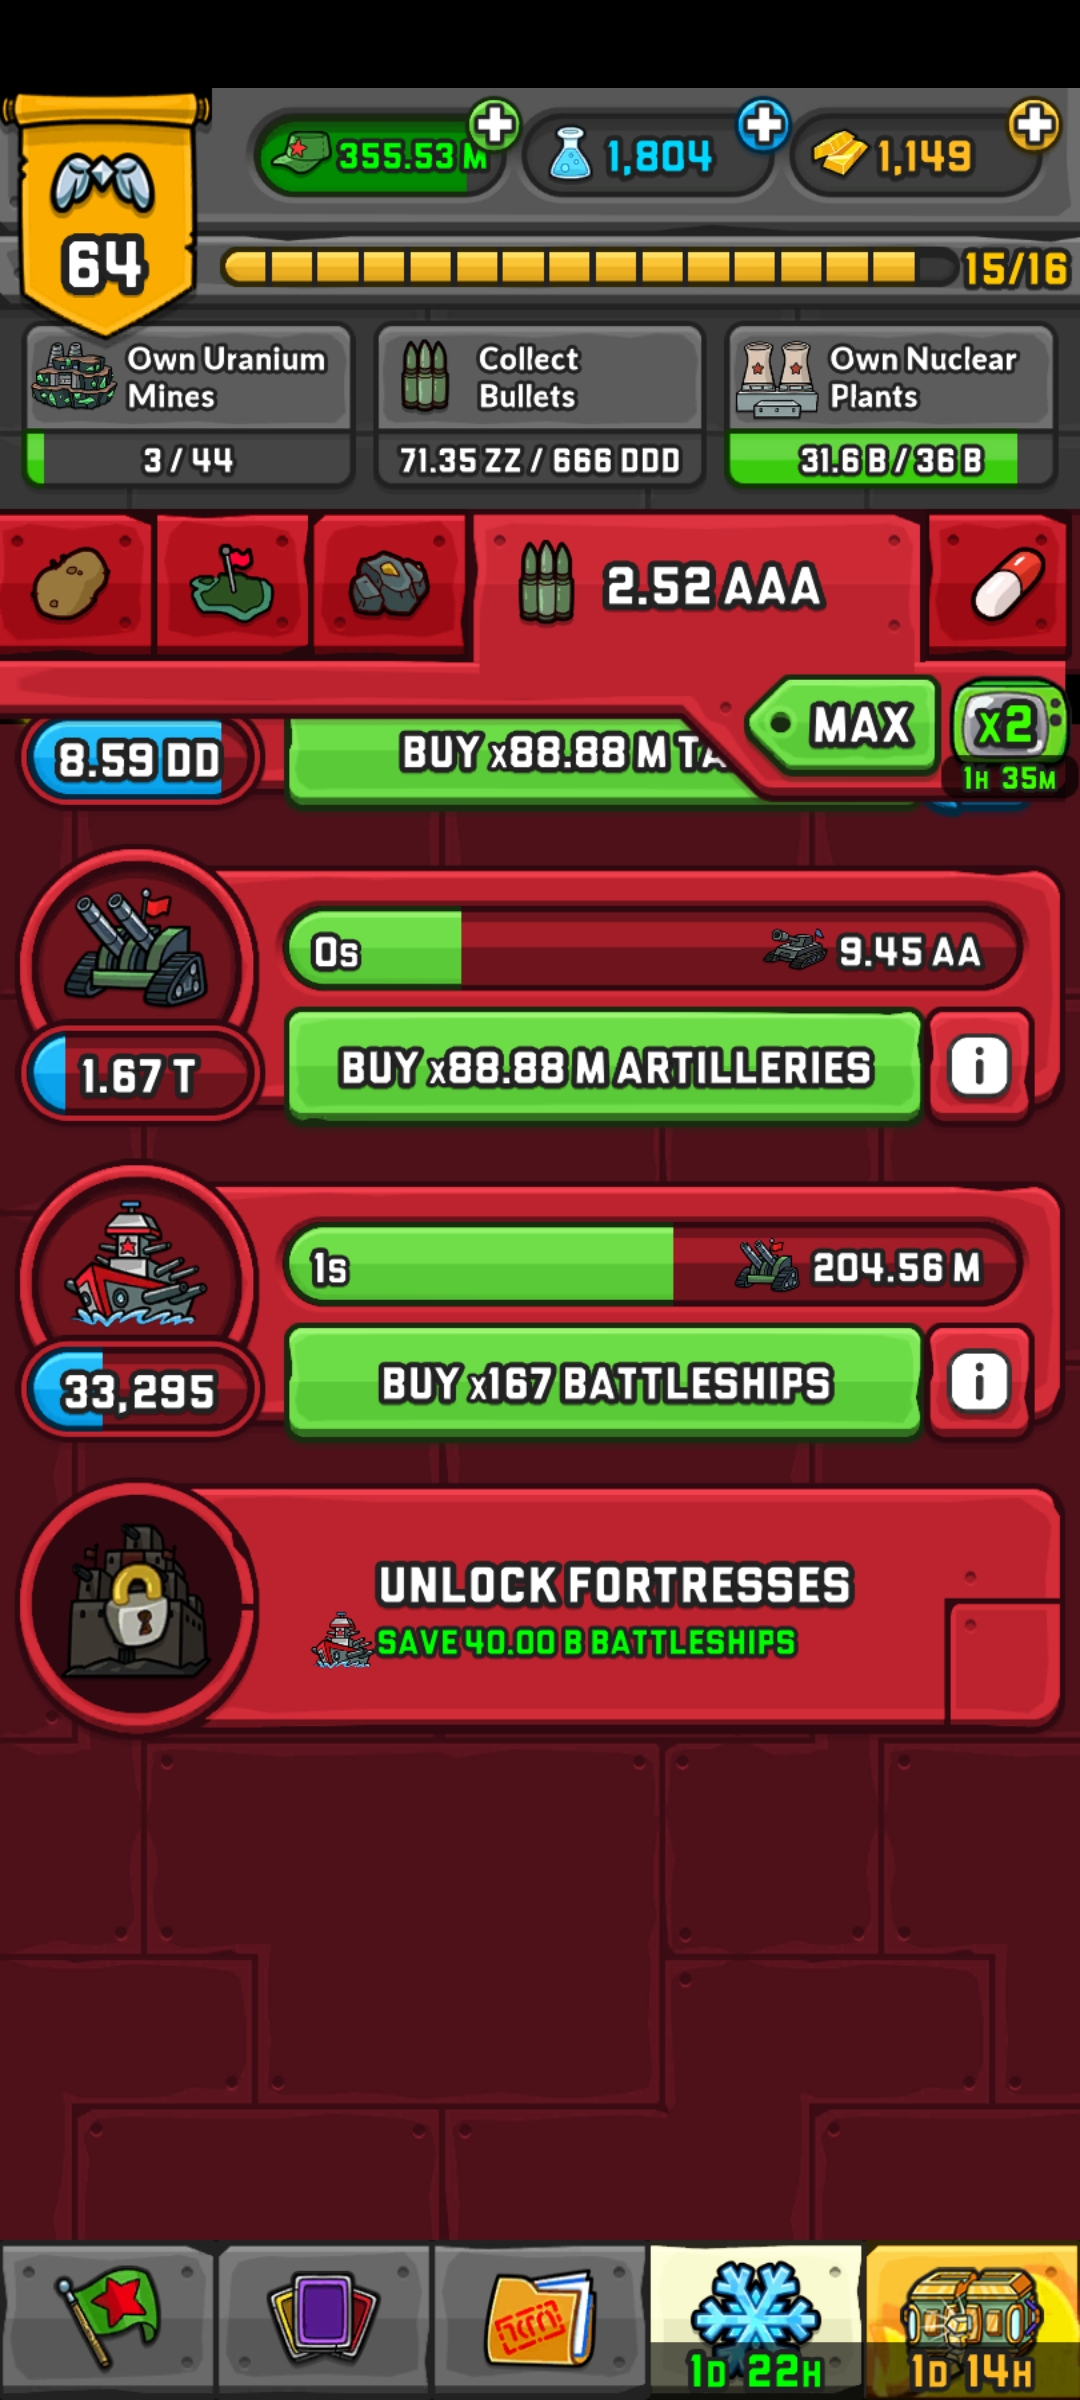 355.53 M
1,804
1,149
64
15/16
Own Uranium
Mines
3 / 44
Collect
Bullets
71.35 ZZ / 666 DDD
Own Nuclear
Plants
31.6 B / 36 B
2.52 AAA
MAX
x2
1H 35M
8.59 DD
BUY x88.88 M TA
0s
9.45 AA
1.67 T
BUY x88.88 M ARTILLERIES
i
1s
204.56 M
33,295
BUY x167 BATTLESHIPS
i
UNLOCK FORTRESSES
SAVE 40.00 B BATTLESHIPS
1D 22H
1D 14H